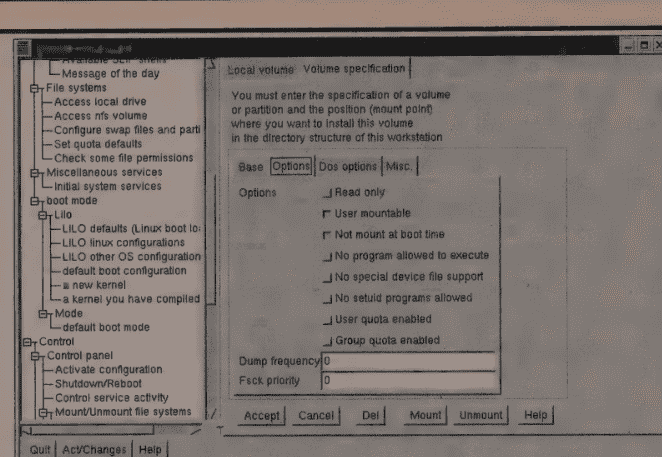 Available SLIP shells
Message of the day
File systems
Access local drive
Access nfs volume
Configure swap files and parti
Set quota defaults
Check some file permissions
Miscellaneous services
Initial system services
boot mode
Lilo
LILO defaults (Linux boot lo
LILO linux configurations
LILO other OS configuration
default boot configuration
a new kernel
a kernel you have compiled
Mode
default boot mode
Control
Control panel
Activate configuration
Shutdown/Reboot
Control service activity
Mount/Unmount file systems
Quit Act/Changes Help
Local volume Volume specification
You must enter the specification of a volume
or partition and the position (mount point)
where you want to install this volume
in the directory structure of this workstation
Base Options Dos options Misc.
Options Read only
User mountable
Not mount at boot time
No program allowed to execute
No special device file support
No setuid programs allowed
User quota enabled
Group quota enabled
Dump frequency 0
Fsck priority 0
Accept Cancel Del Mount Unmount Help